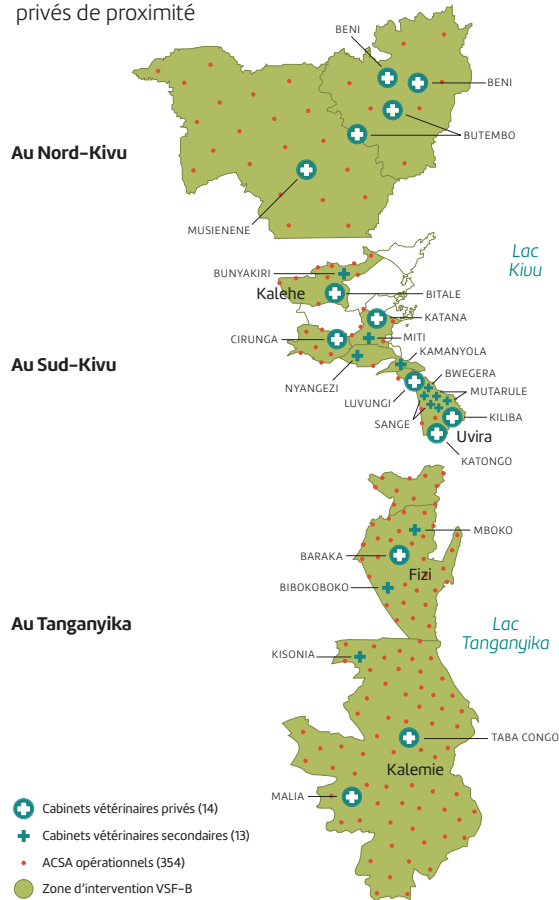 privés de proximité
BENI
BENI
BUTEMBO
Au Nord-Kivu
MUSIENENE
Lac
Kivu
BUNYAKIRI
Kalehe
BITALE
KATANA
CIRUNGA
MITI
KAMANYOLA
Au Sud-Kivu
BWEGERA
NYANGEZI
MUTARULE
LUVUNGI
KILIBA
SANGE
Uvira
KATONGO
MBOKO
BARAKA
Fizi
BIBOKOBOKO
Au Tanganyika
Lac
Tanganyika
KISONIA
TABA CONGO
Kalemie
MALIA
Cabinets vétérinaires privés (14)
Cabinets vétérinaires secondaires (13)
ACSA opérationnels (354)
Zone d'intervention VSF-B